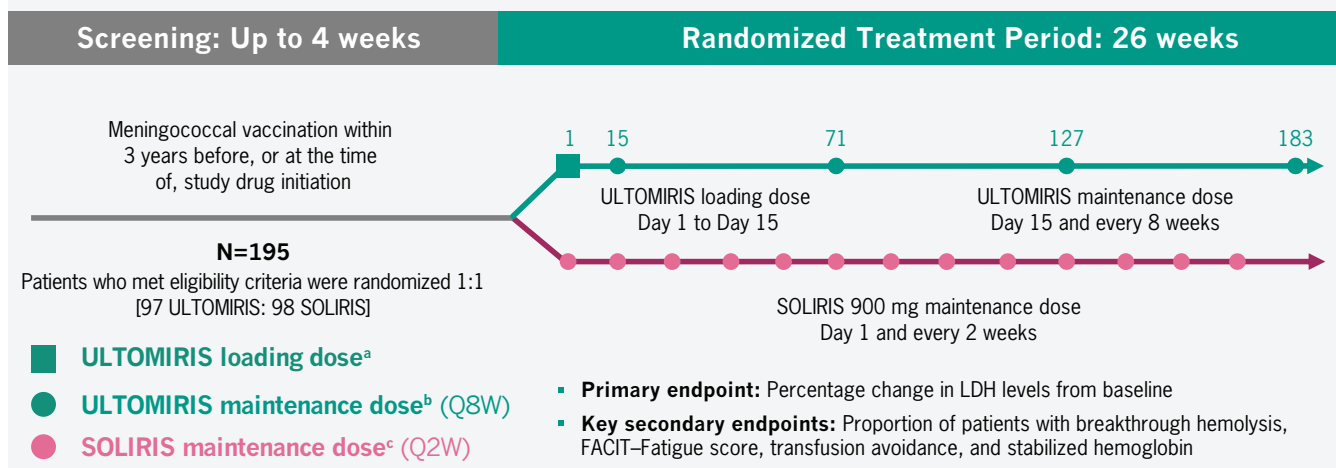 Screening: Up to 4 weeks
Randomized Treatment Period: 26 weeks
Meningococcal vaccination within
3 years before, or at the time
of, study drug initiation
N=195
Patients who met eligibility criteria were randomized 1:1
[97 ULTOMIRIS: 98 SOLIRIS]
1 15 71 127 183
ULTOMIRIS loading dose
Day 1 to Day 15
ULTOMIRIS maintenance dose
Day 15 and every 8 weeks
SOLIRIS 900 mg maintenance dose
Day 1 and every 2 weeks
ULTOMIRIS loading doseᵃ
ULTOMIRIS maintenance doseᵇ (Q8W)
SOLIRIS maintenance doseᶜ (Q2W)
▪ Primary endpoint: Percentage change in LDH levels from baseline
▪ Key secondary endpoints: Proportion of patients with breakthrough hemolysis,
FACIT–Fatigue score, transfusion avoidance, and stabilized hemoglobin